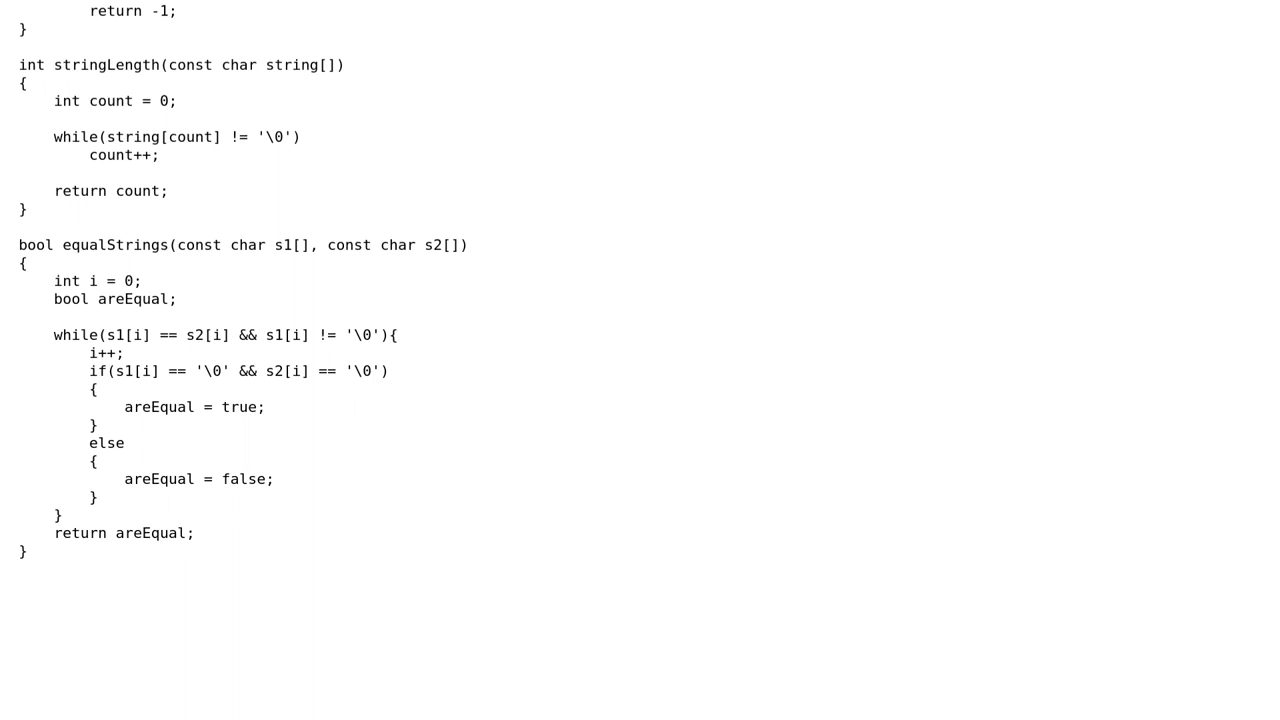 return -1;
}
int stringLength(const char string[])
{
    int count = 0;
    while(string[count] != '\0')
        count++;
    return count;
}
bool equalStrings(const char s1[], const char s2[])
{
    int i = 0;
    bool areEqual;
    while(s1[i] == s2[i] && s1[i] != '\0'){
        i++;
        if(s1[i] == '\0' && s2[i] == '\0')
        {
            areEqual = true;
        }
        else
        {
            areEqual = false;
        }
    }
    return areEqual;
}